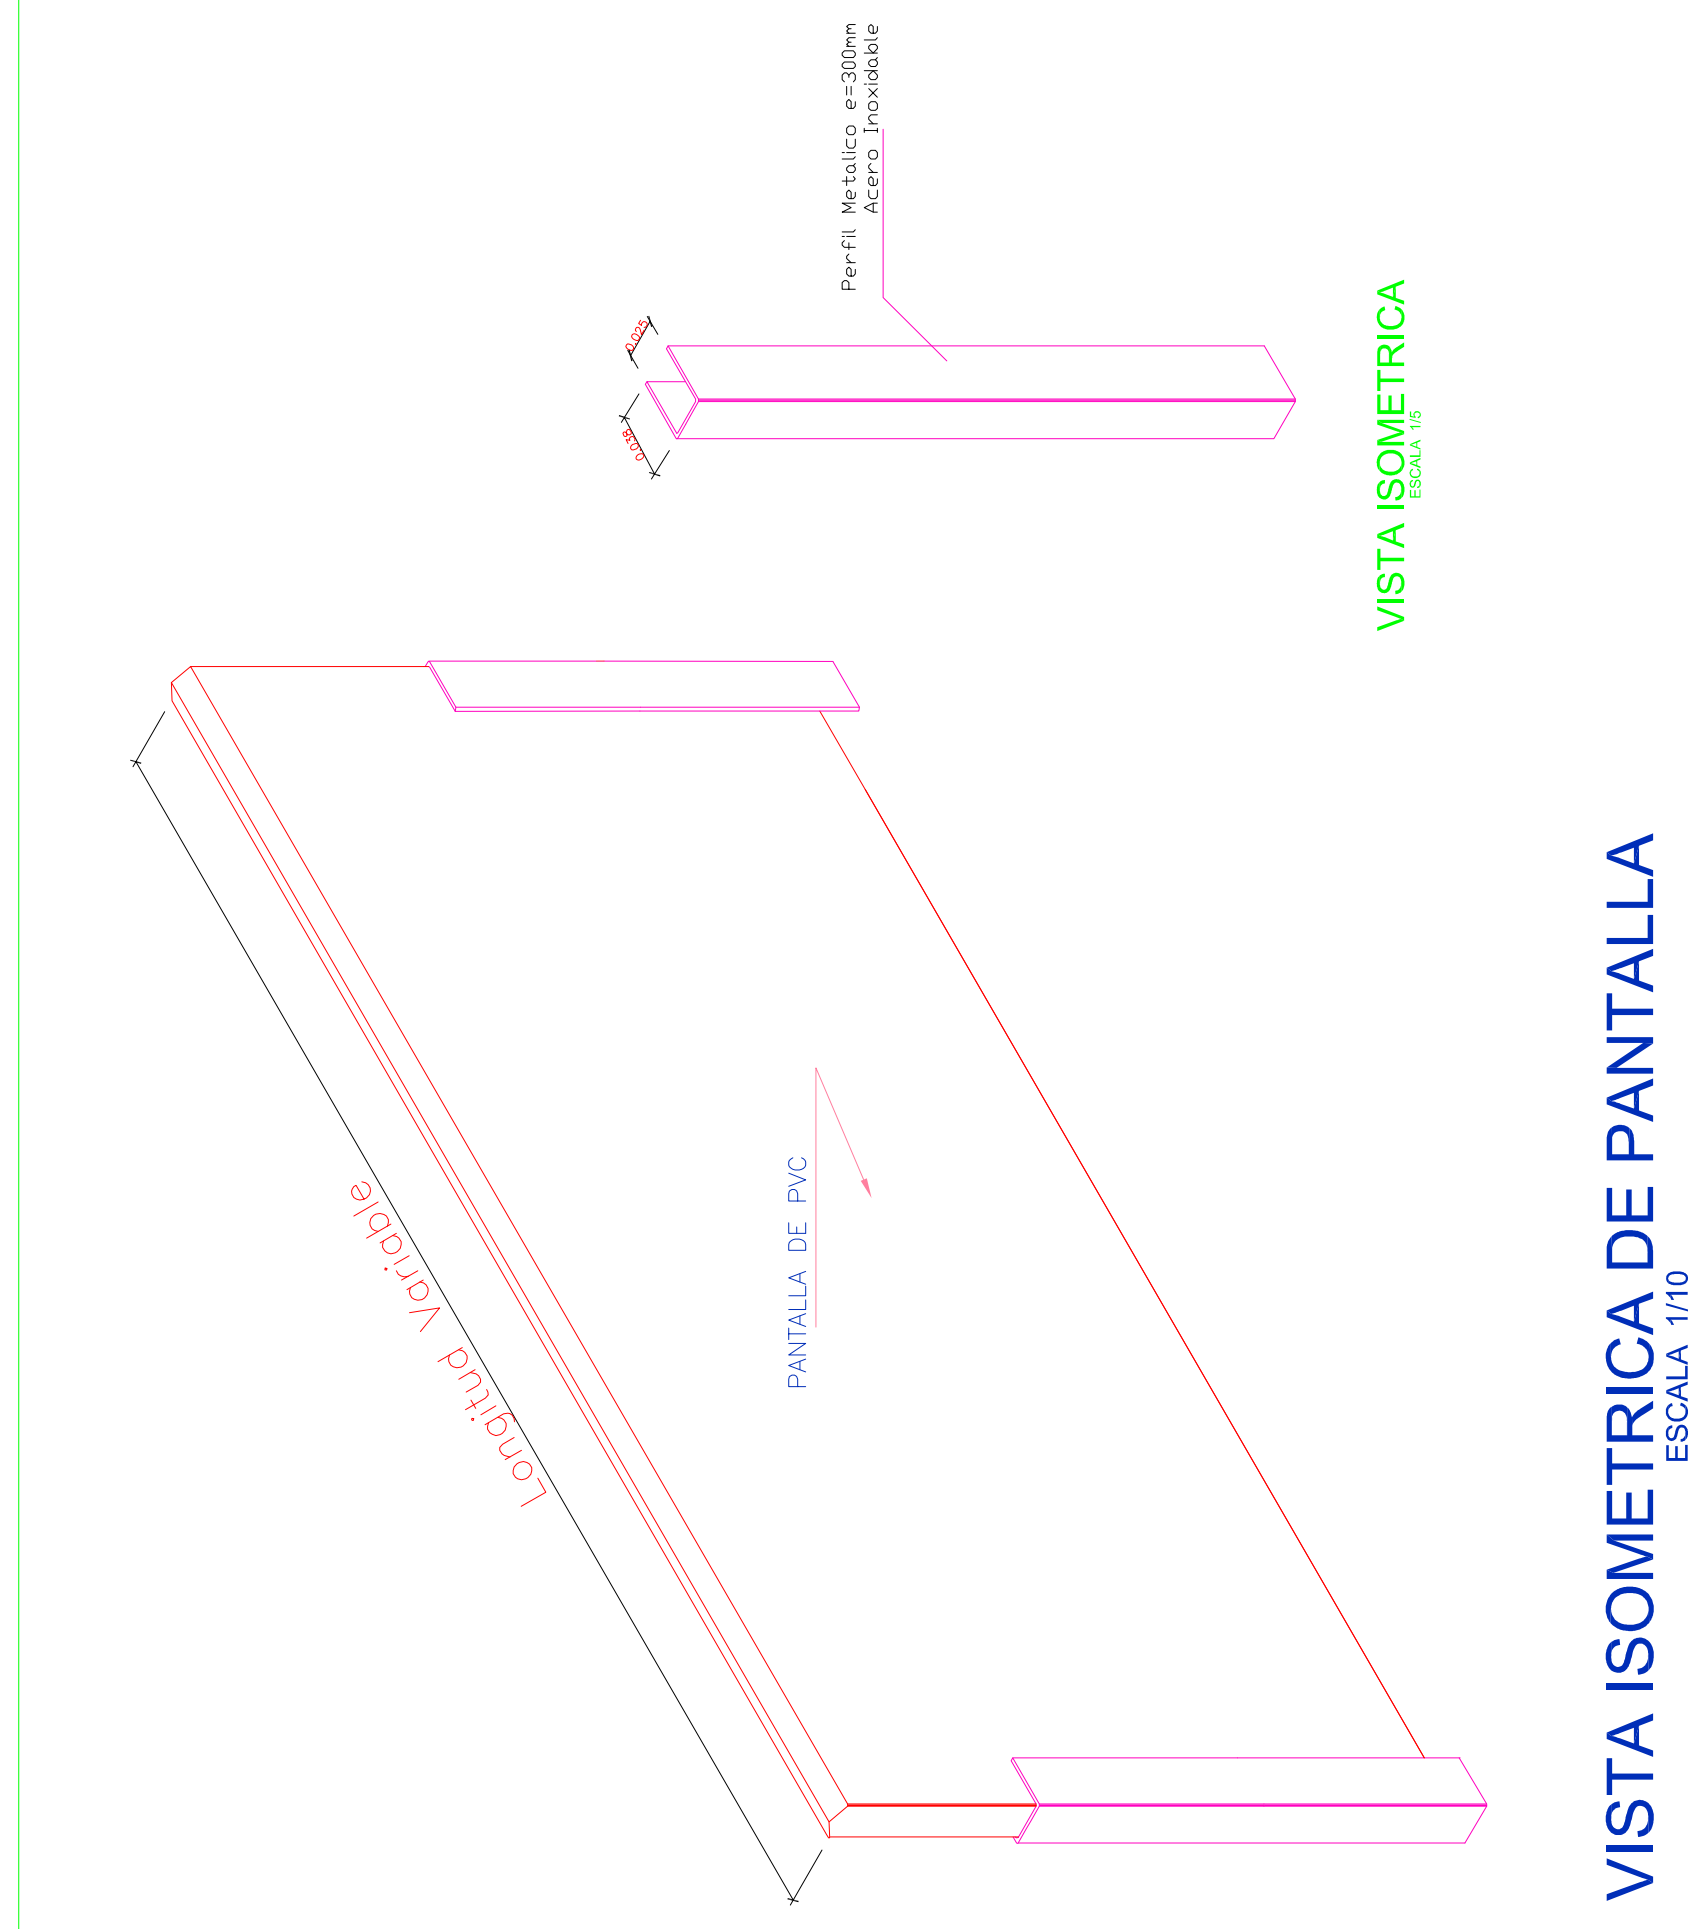 Perfil Metalico e=300mm
Acero Inoxidable
0.025
0.038
VISTA ISOMETRICA
ESCALA 1/5
Longitud Variable
PANTALLA DE PVC
VISTA ISOMETRICA DE PANTALLA
ESCALA 1/10